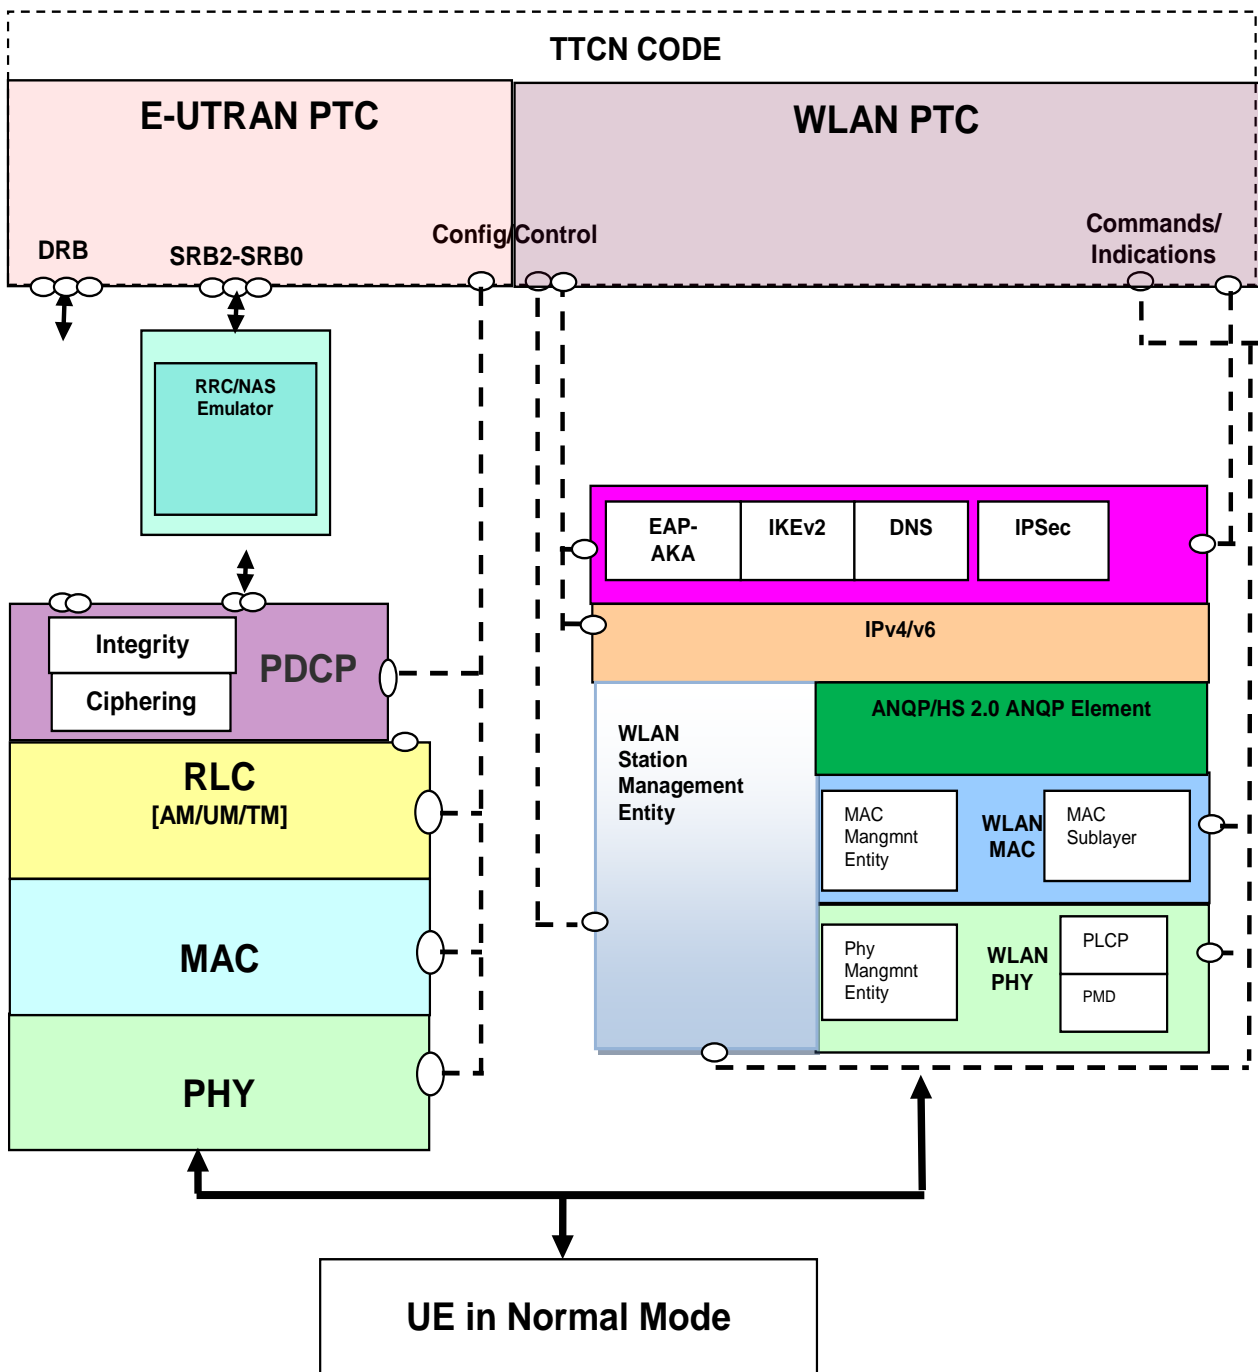 TTCN CODE
E-UTRAN PTC
WLAN PTC
DRB
SRB2-SRB0
Config/Control
Commands/
Indications
RRC/NAS
Emulator
EAP-
AKA
IKEv2
DNS
IPSec
IPv4/v6
Integrity
Ciphering
PDCP
ANQP/HS 2.0 ANQP Element
WLAN
Station
Management
Entity
RLC
[AM/UM/TM]
MAC
Mangmnt
Entity
WLAN
MAC
MAC
Sublayer
MAC
Phy
Mangmnt
Entity
WLAN
PHY
PLCP
PMD
PHY
UE in Normal Mode